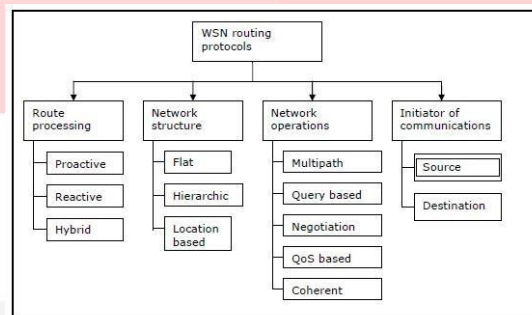 WSN routing
protocols
Route
processing
Network
structure
Network
operations
Initiator of
communications
Proactive
Reactive
Hybrid
Flat
Hierarchic
Location
based
Multipath
Query based
Negotiation
QoS based
Coherent
Source
Destination